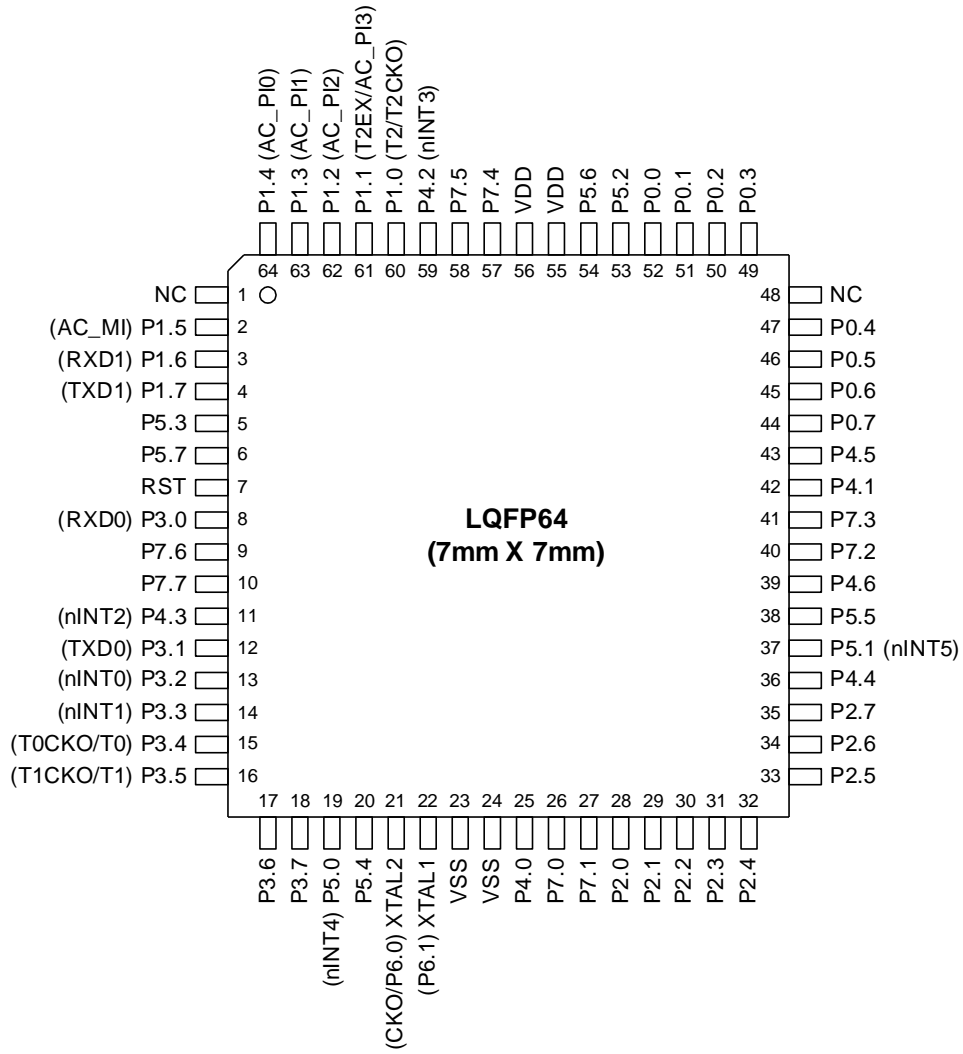 P1.4 (AC_PI0)
P1.3 (AC_PI1)
P1.2 (AC_PI2)
P1.1 (T2EX/AC_PI3)
P1.0 (T2/T2CKO)
P4.2 (nINT3)
P7.5
P7.4
VDD
VDD
P5.6
P5.2
P0.0
P0.1
P0.2
P0.3
64 63 62 61 60 59 58 57 56 55 54 53 52 51 50 49
NC 1
(AC_MI) P1.5 2
(RXD1) P1.6 3
(TXD1) P1.7 4
P5.3 5
P5.7 6
RST 7
(RXD0) P3.0 8
P7.6 9
P7.7 10
(nINT2) P4.3 11
(TXD0) P3.1 12
(nINT0) P3.2 13
(nINT1) P3.3 14
(T0CKO/T0) P3.4 15
(T1CKO/T1) P3.5 16
LQFP64
(7mm X 7mm)
48 NC
47 P0.4
46 P0.5
45 P0.6
44 P0.7
43 P4.5
42 P4.1
41 P7.3
40 P7.2
39 P4.6
38 P5.5
37 P5.1 (nINT5)
36 P4.4
35 P2.7
34 P2.6
33 P2.5
17 18 19 20 21 22 23 24 25 26 27 28 29 30 31 32
P3.6
P3.7
(nINT4) P5.0
P5.4
(CKO/P6.0) XTAL2
(P6.1) XTAL1
VSS
VSS
P4.0
P7.0
P7.1
P2.0
P2.1
P2.2
P2.3
P2.4